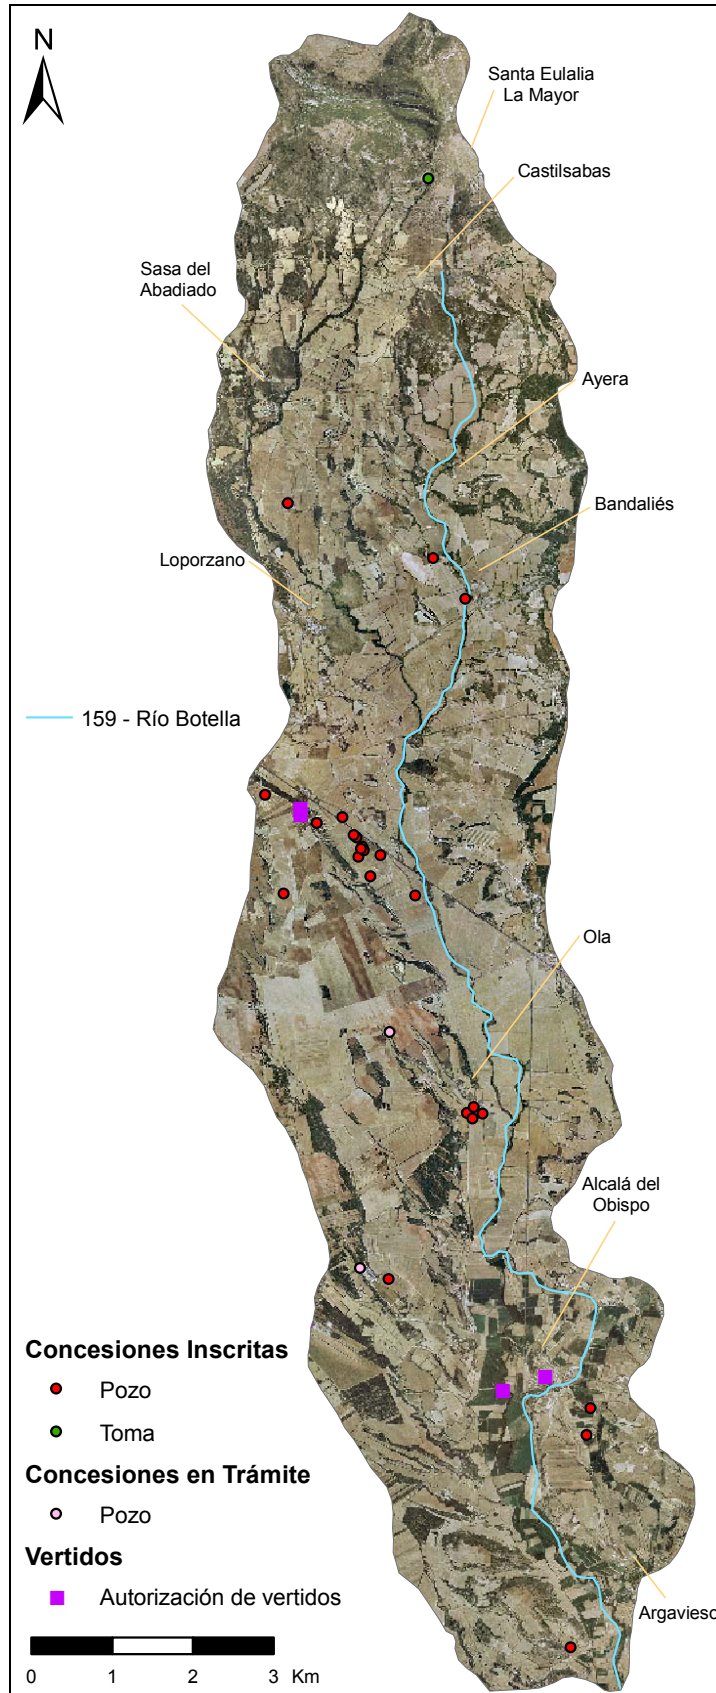 N
Santa Eulalia
La Mayor
Castilsabas
Sasa del
Abadiado
Ayera
Bandaliés
Loporzano
159 - Río Botella
Ola
Alcalá del
Obispo
Concesiones Inscritas
Pozo
Toma
Concesiones en Trámite
Pozo
Vertidos
Autorización de vertidos
Argavieso
0 1 2 3 Km